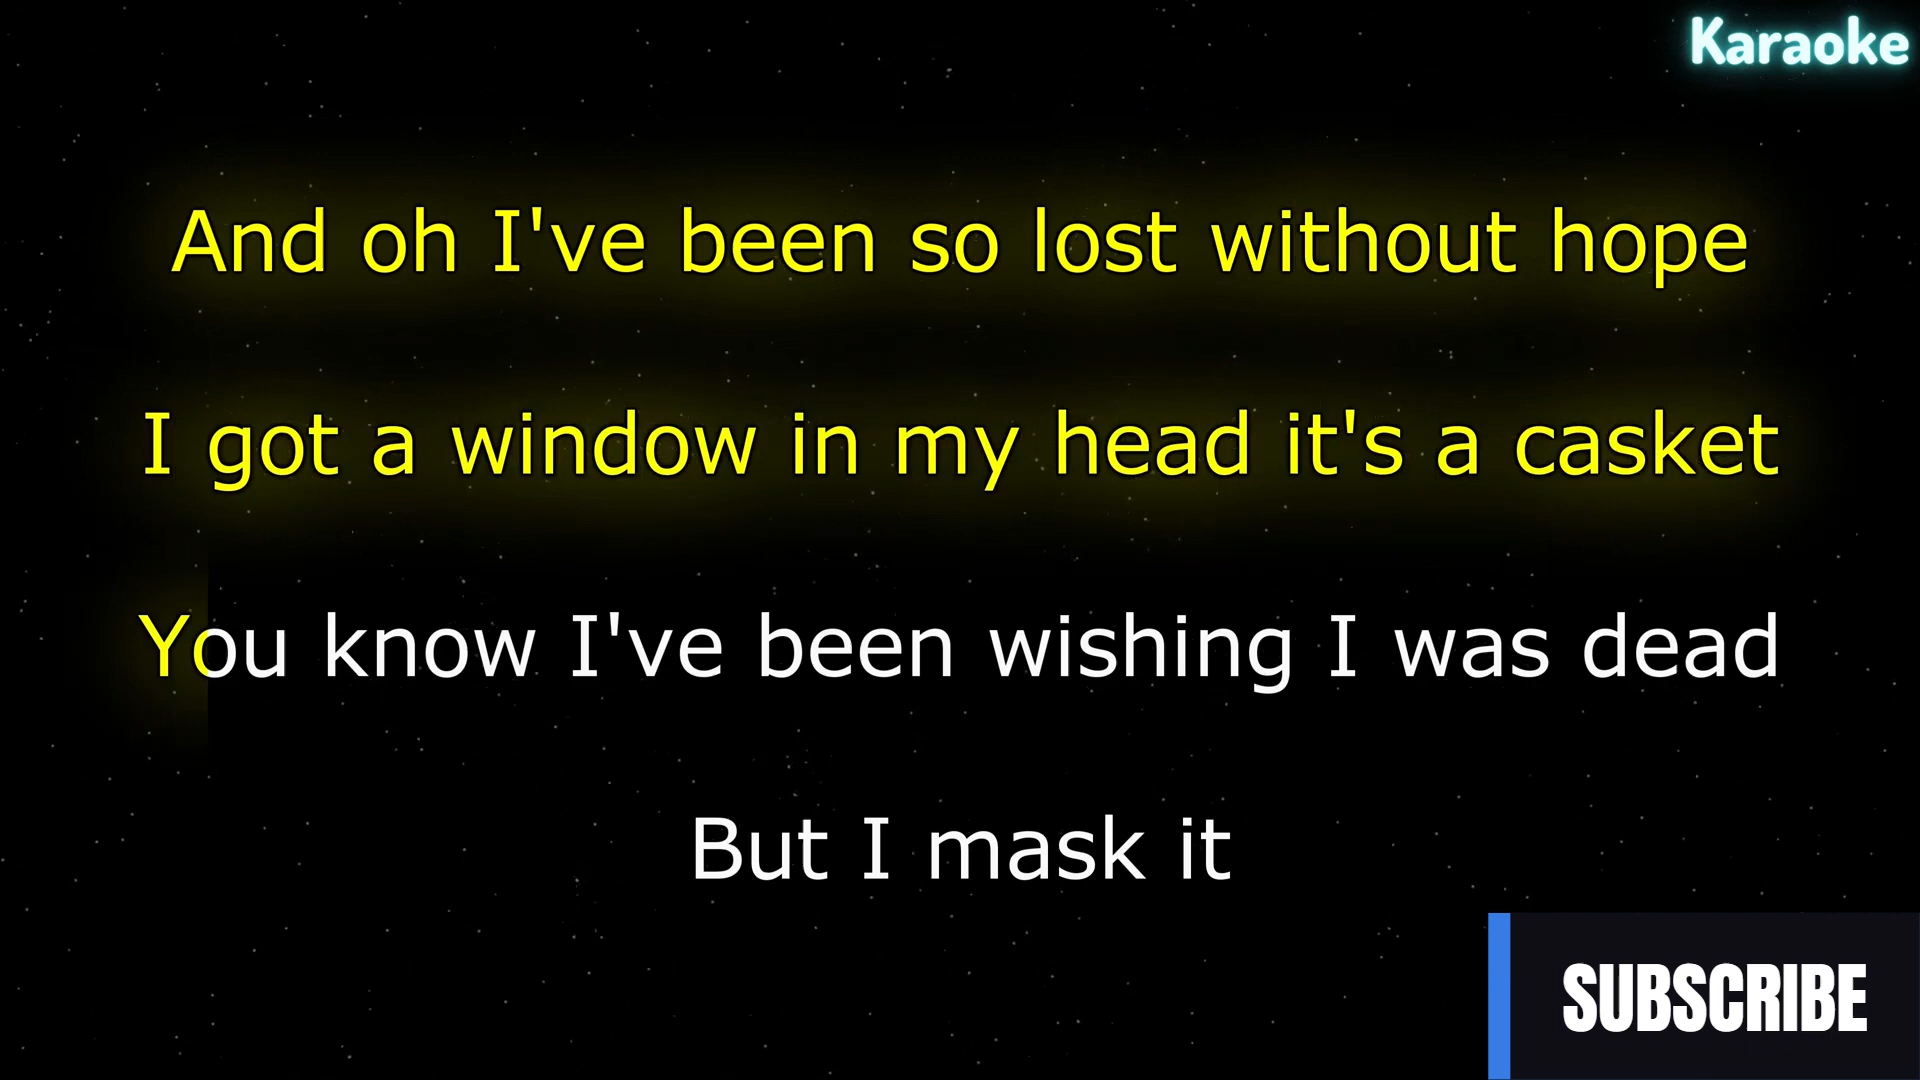 Karaoke
And oh I've been so lost without hope
I got a window in my head it's a casket
You know I've been wishing I was dead
But I mask it
SUBSCRIBE